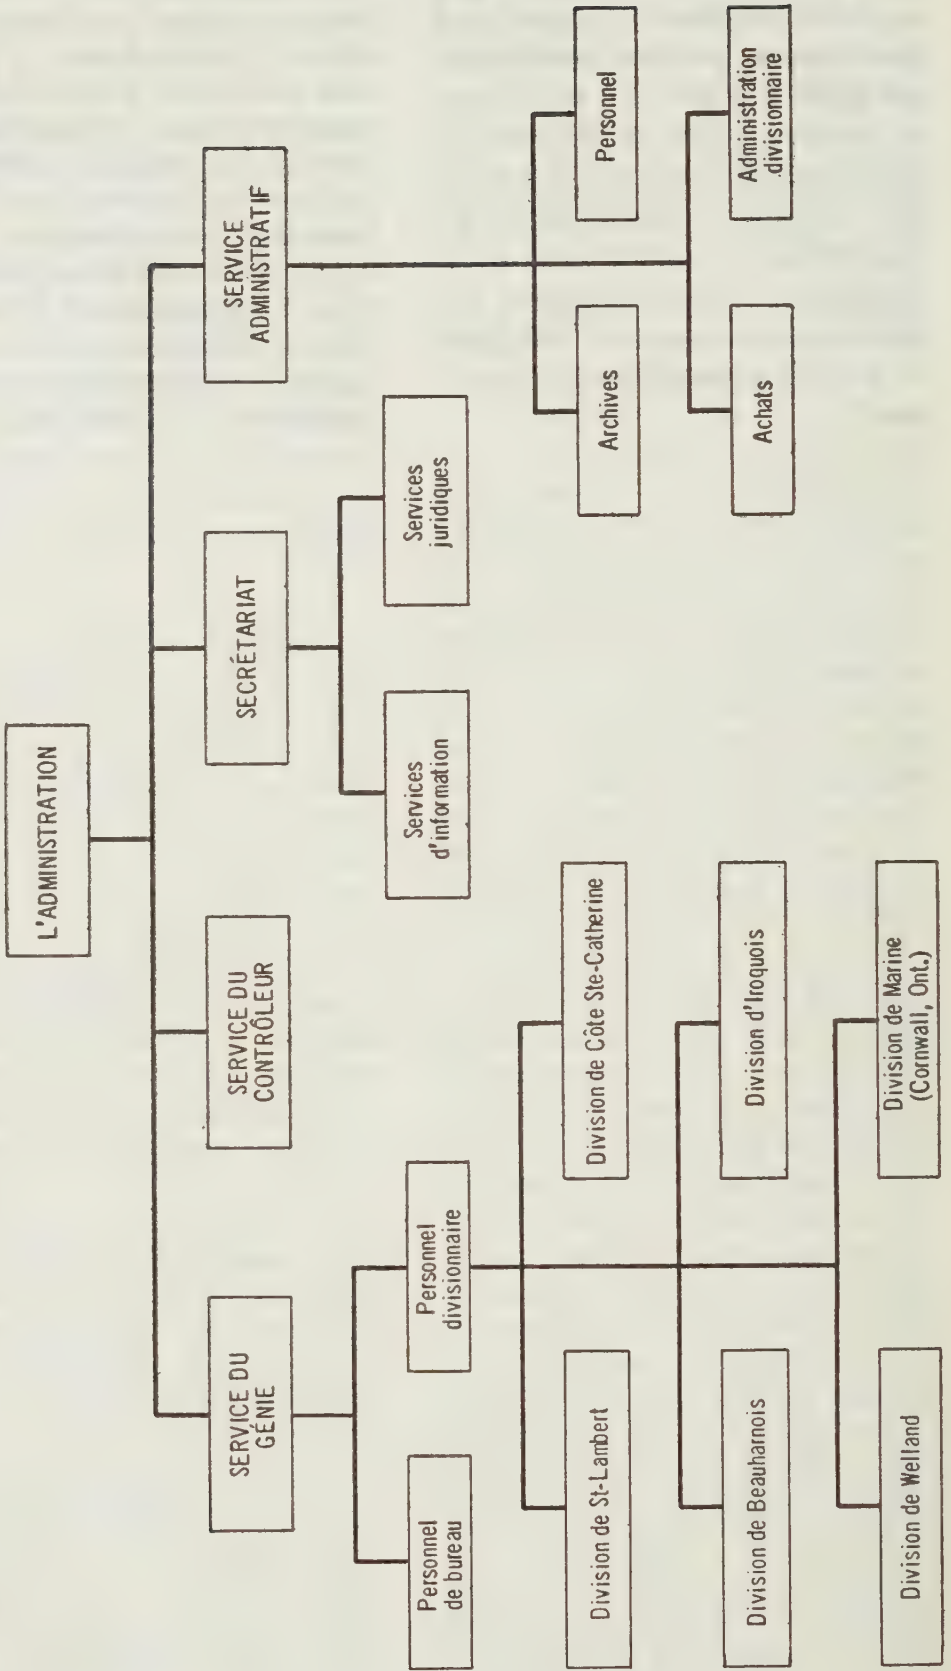 L'ADMINISTRATION
SERVICE DU
GÉNIE
SERVICE DU
CONTRÔLEUR
SECRÉTARIAT
SERVICE
ADMINISTRATIF
Personnel
de bureau
Personnel
divisionnaire
Services
d'information
Services
juridiques
Division de St-Lambert
Division de Côte Ste-Catherine
Division de Beauharnois
Division d'Iroquois
Division de Welland
Division de Marine
(Cornwall, Ont.)
Archives
Personnel
Achats
Administration
divisionnaire